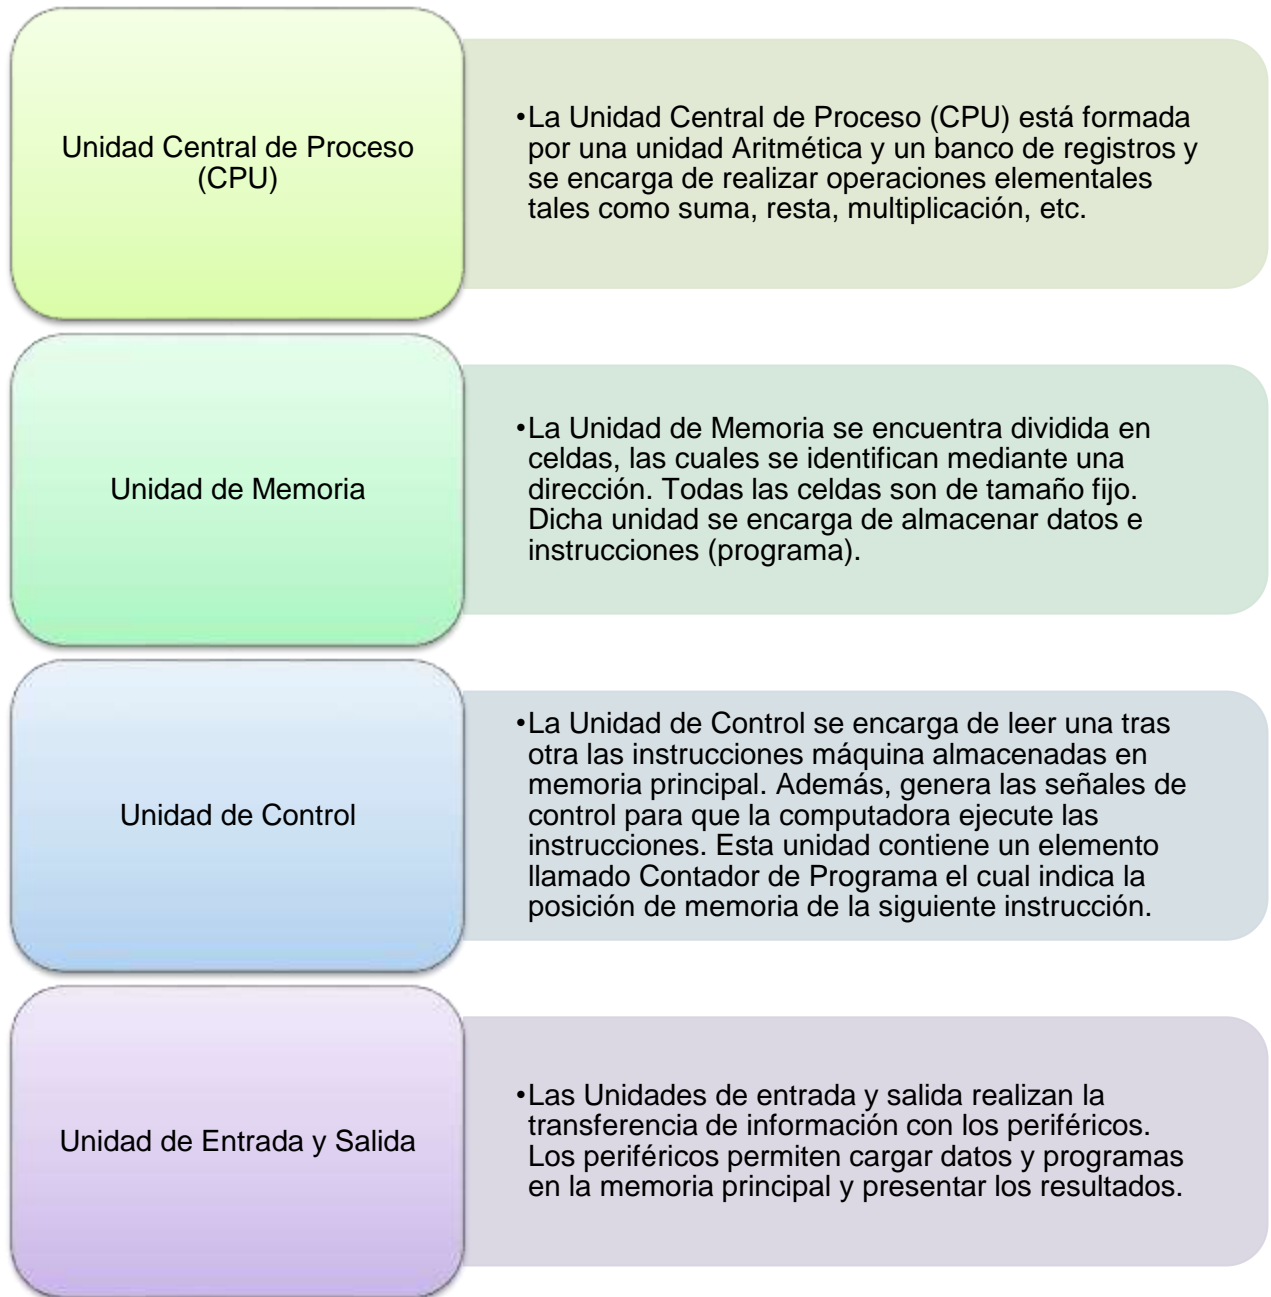 Unidad Central de Proceso
(CPU)
•La Unidad Central de Proceso (CPU) está formada
por una unidad Aritmética y un banco de registros y
se encarga de realizar operaciones elementales
tales como suma, resta, multiplicación, etc.
Unidad de Memoria
•La Unidad de Memoria se encuentra dividida en
celdas, las cuales se identifican mediante una
dirección. Todas las celdas son de tamaño fijo.
Dicha unidad se encarga de almacenar datos e
instrucciones (programa).
Unidad de Control
•La Unidad de Control se encarga de leer una tras
otra las instrucciones máquina almacenadas en
memoria principal. Además, genera las señales de
control para que la computadora ejecute las
instrucciones. Esta unidad contiene un elemento
llamado Contador de Programa el cual indica la
posición de memoria de la siguiente instrucción.
Unidad de Entrada y Salida
•Las Unidades de entrada y salida realizan la
transferencia de información con los periféricos.
Los periféricos permiten cargar datos y programas
en la memoria principal y presentar los resultados.